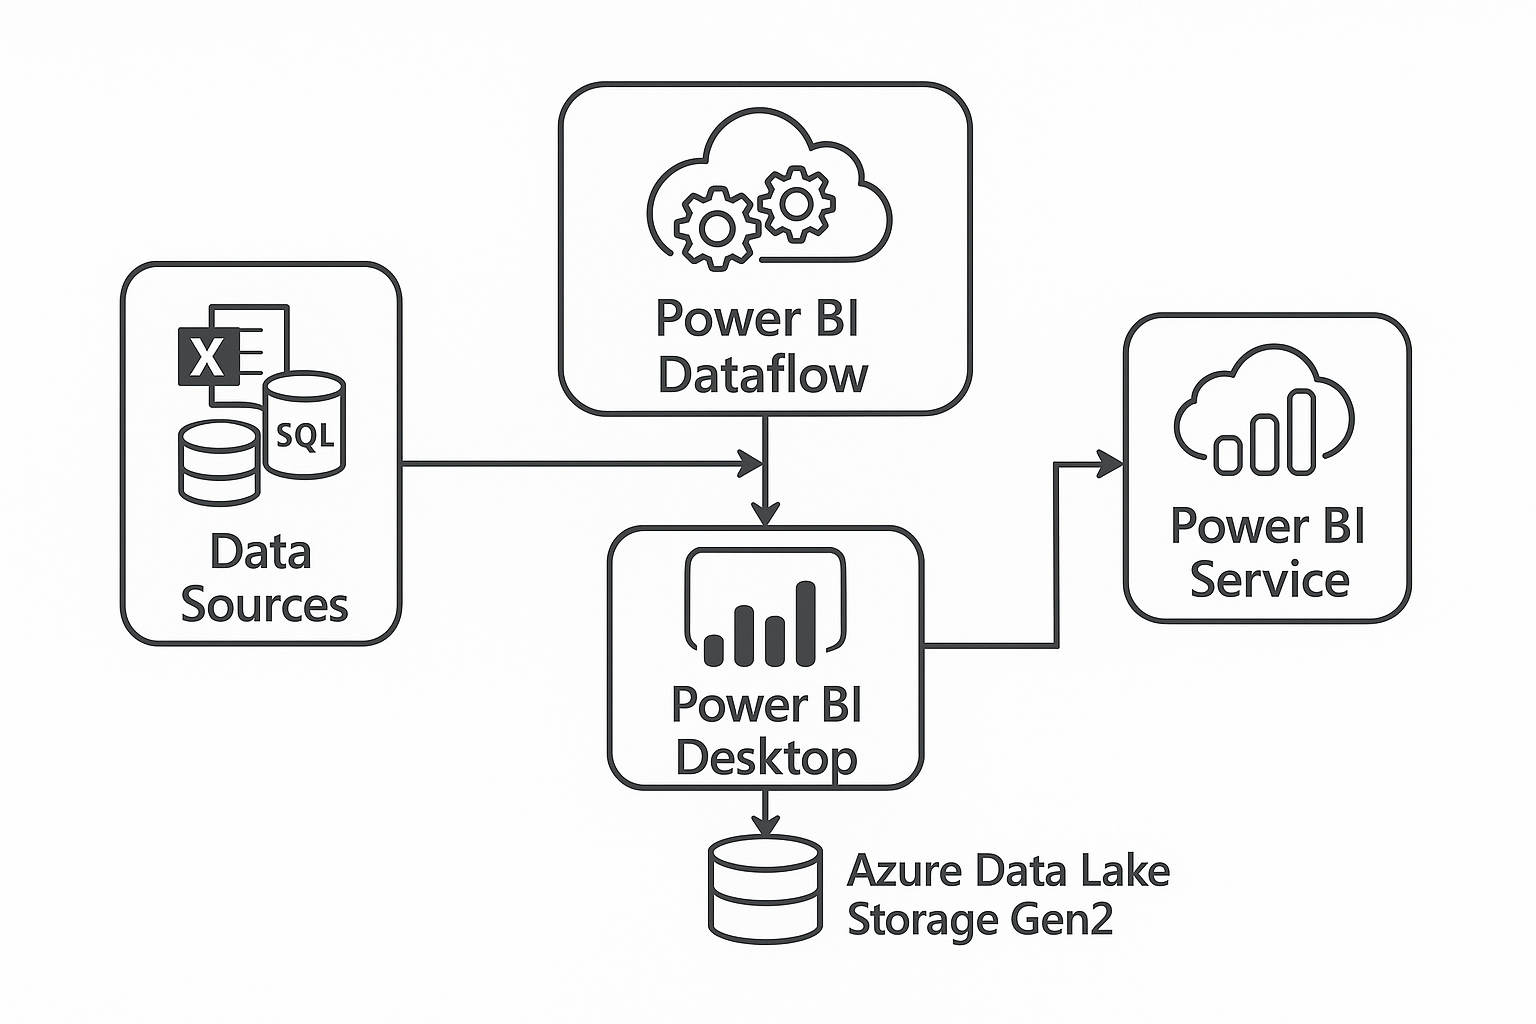 Power BI
Dataflow
X
SQL
Data
Sources
Power BI
Service
Power BI
Desktop
Azure Data Lake
Storage Gen2